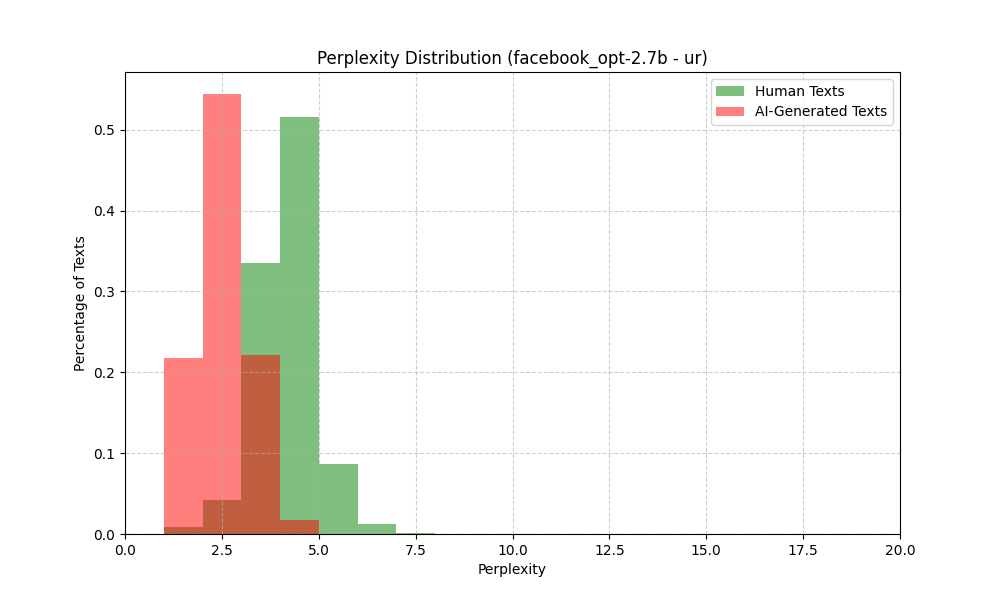 Perplexity Distribution (facebook_opt-2.7b - ur)
Human Texts
AI-Generated Texts
Percentage of Texts
0.5
0.4
0.3
0.2
0.1
0.0
0.0 2.5 5.0 7.5 10.0 12.5 15.0 17.5 20.0
Perplexity